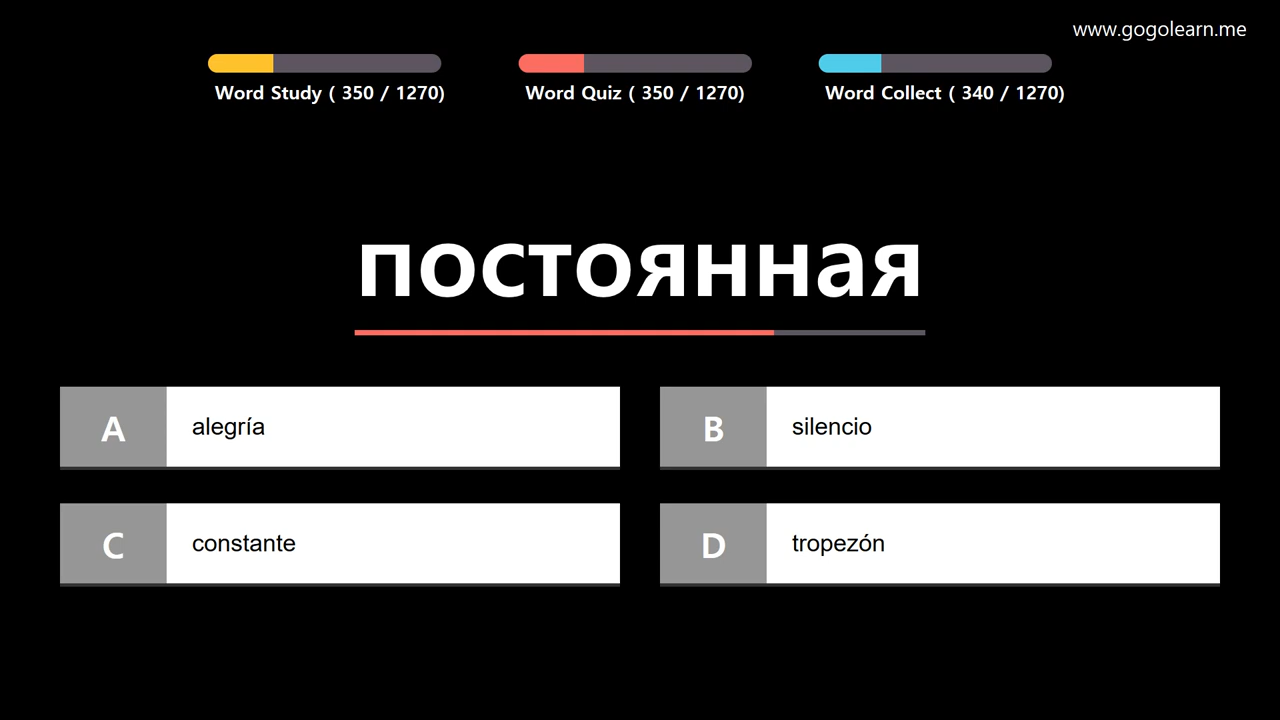 www.gogolearn.me
Word Study ( 350 / 1270)
Word Quiz ( 350 / 1270)
Word Collect ( 340 / 1270)
постоянная
A alegría
B silencio
C constante
D tropezón